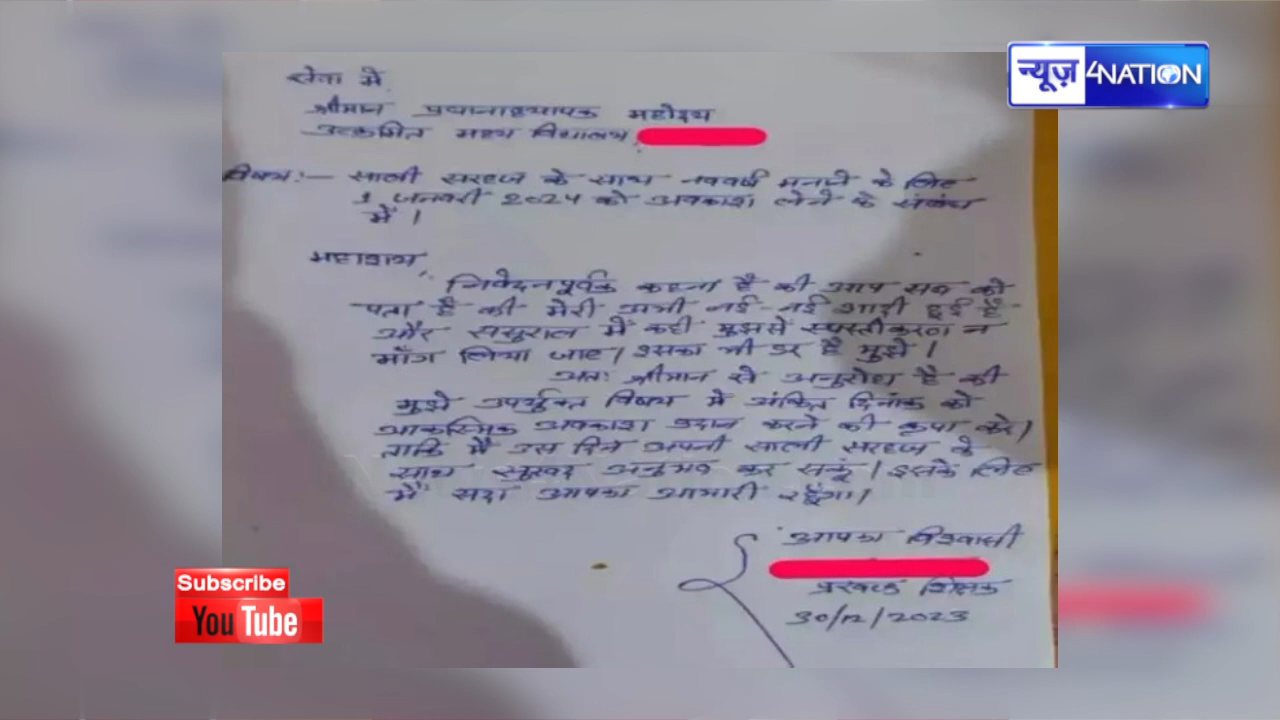 न्यूज़ 4NATION
सेवा में,
श्रीमान प्रधानाध्यापक महोदय
उत्क्रमित मध्य विद्यालय,
विषय:- साली सरहज के साथ नववर्ष मनाने के लिए
1 जनवरी 2024 को अवकाश लेने के संबंध
में।
महाशय,
निवेदनपूर्वक कहना है की आप सब को
पता है की मेरी अभी नई-नई शादी हुई है
और ससुराल में कहीं मुझसे स्पस्टीकरण न
माँग लिया जाए। इसका भी डर है मुझे।
अतः श्रीमान से अनुरोध है की
मुझे उपर्युक्त विषय में अंकित दिनांक को
आकस्मिक अवकाश प्रदान करने की कृपा करे।
ताकि मैं उस दिन अपनी साली सरहज के
साथ सुखद अनुभव कर सकूं। इसके लिए
मैं सदा आपका आभारी रहूँगा।
आपका विश्वासी
प्रखण्ड शिक्षक
30/12/2023
Subscribe
YouTube